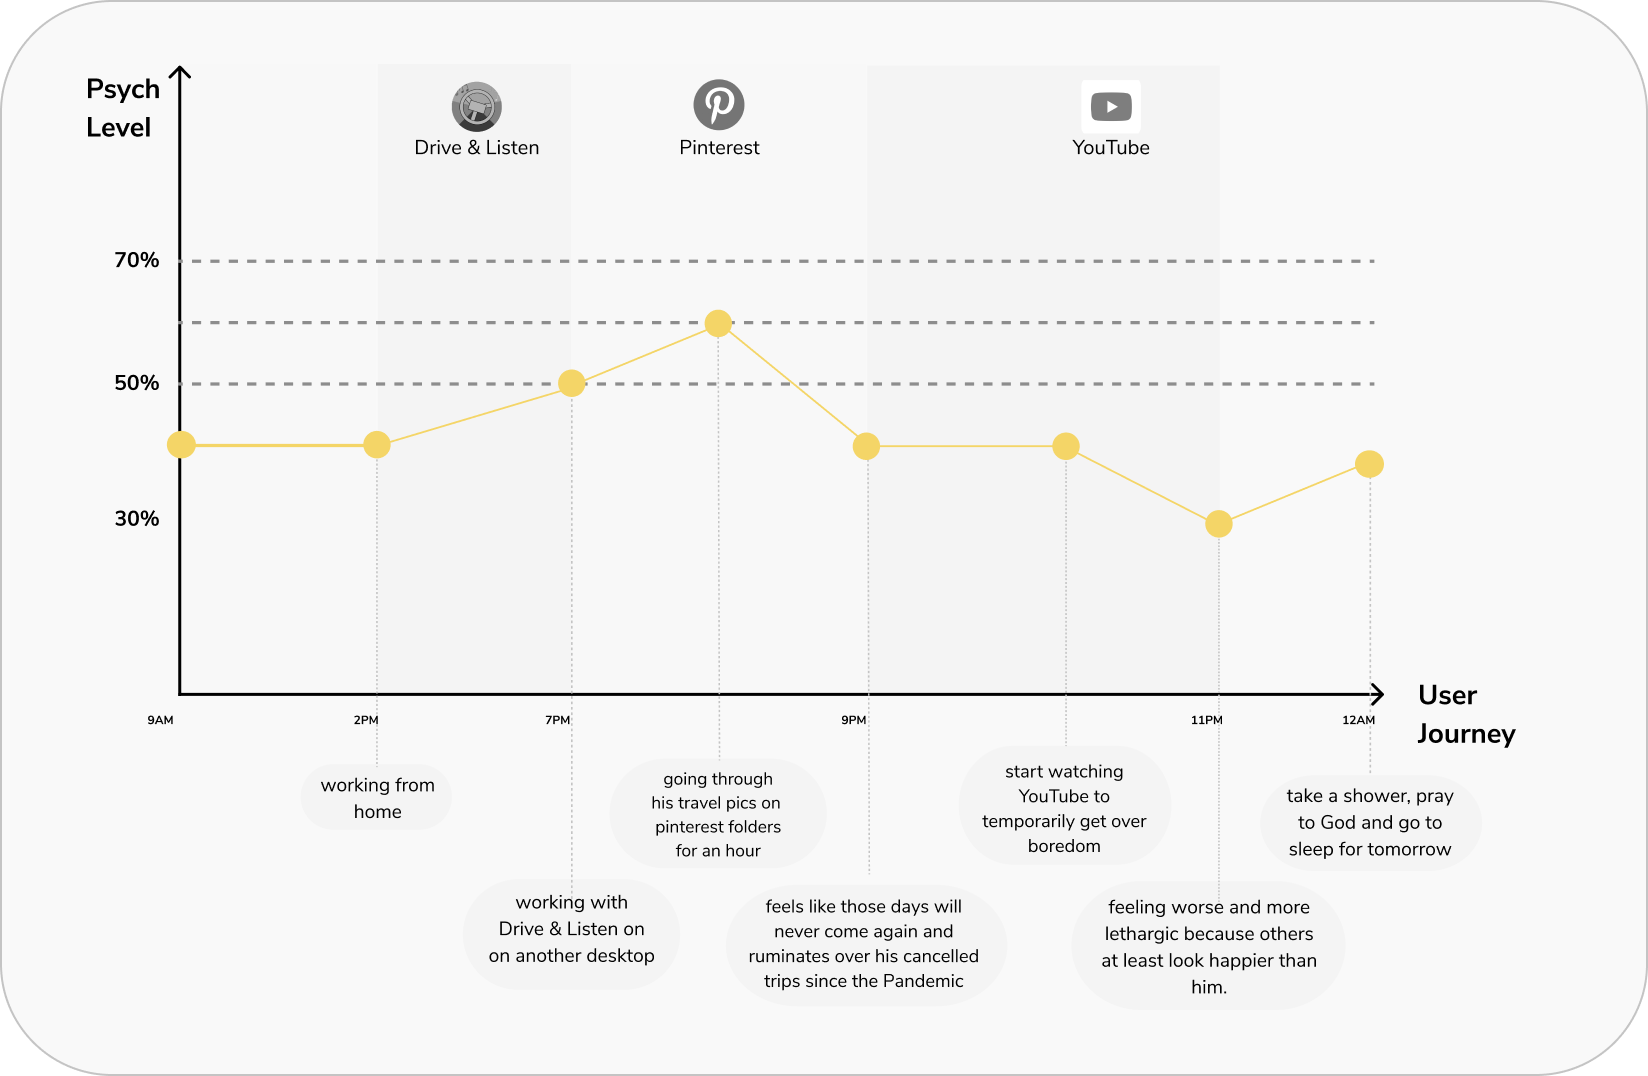 Psych
Level
Drive & Listen
Pinterest
YouTube
70%
50%
30%
9AM
2PM
7PM
9PM
11PM
12AM
User
Journey
working from
home
working with
Drive & Listen on
on another desktop
going through
his travel pics on
pinterest folders
for an hour
feels like those days will
never come again and
ruminates over his cancelled
trips since the Pandemic
start watching
YouTube to
temporarily get over
boredom
feeling worse and more
lethargic because others
at least look happier than
him.
take a shower, pray
to God and go to
sleep for tomorrow